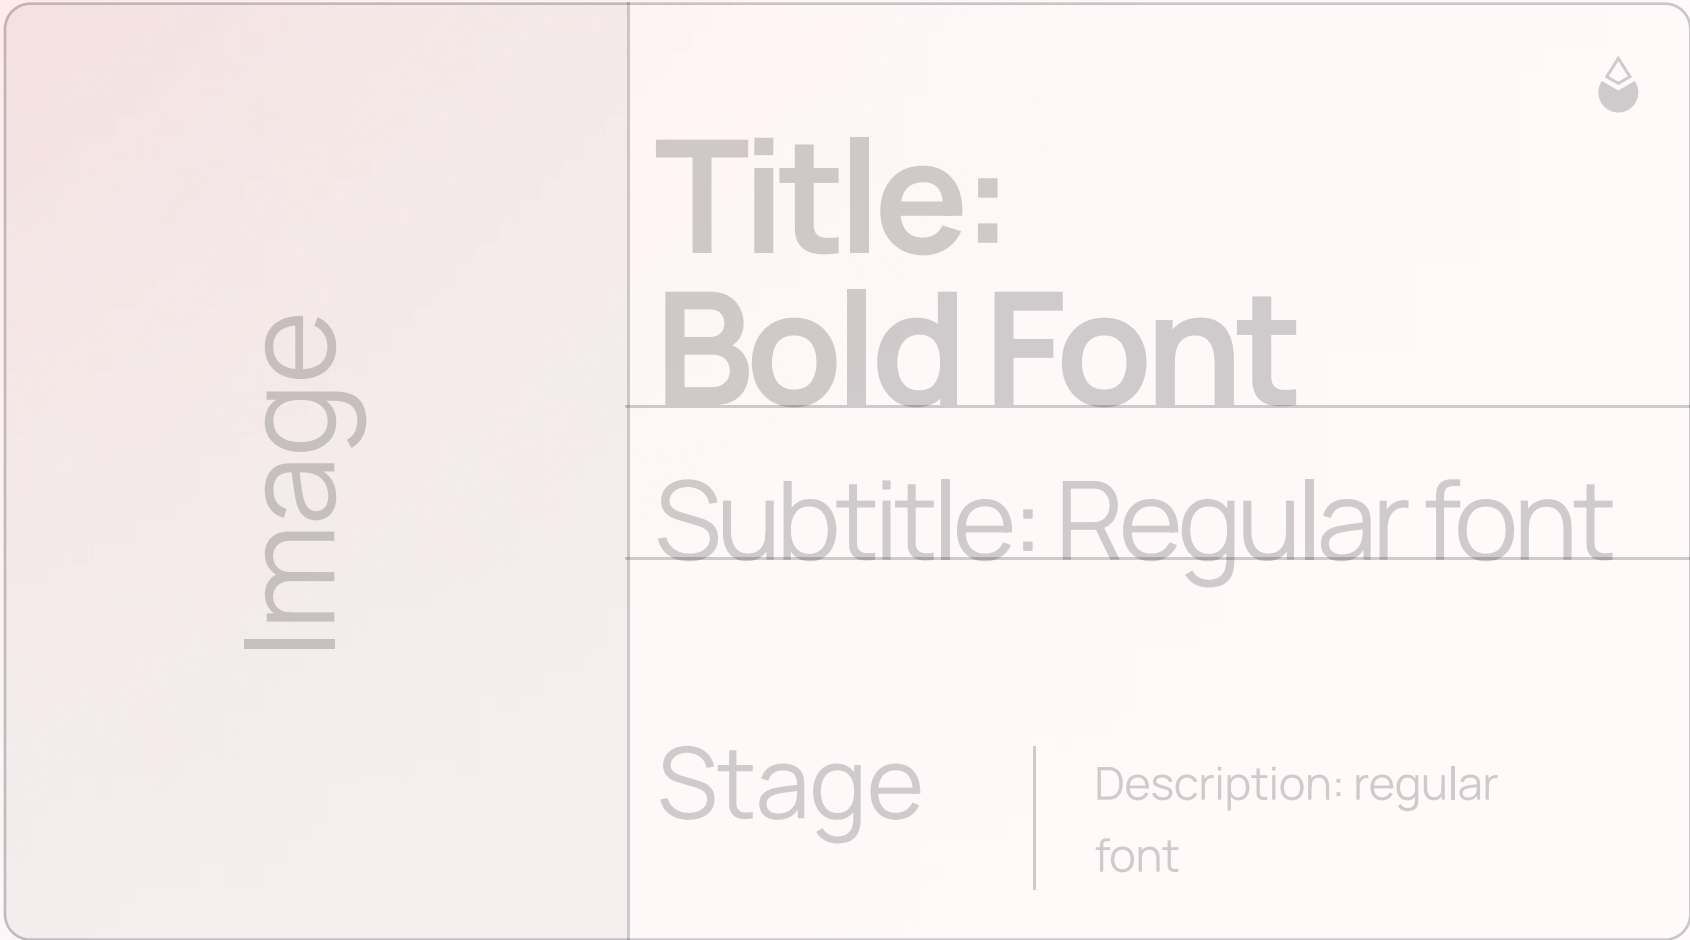 Image
Title:
Bold Font
Subtitle: Regular font
Stage
Description: regular
font